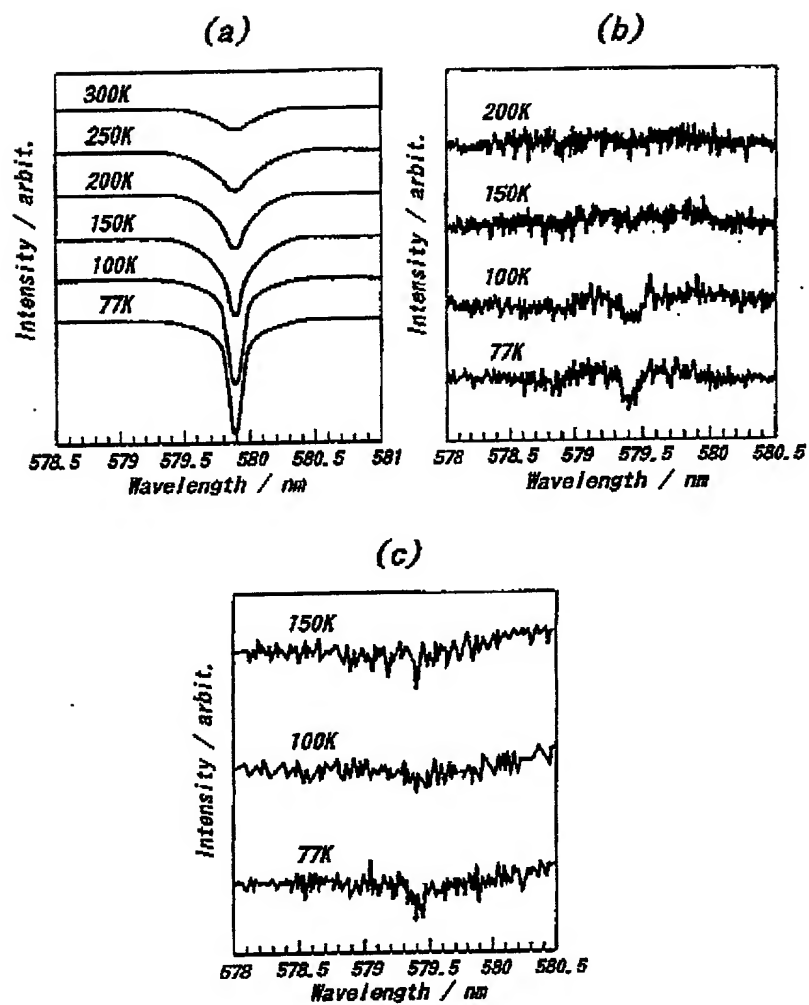 (a)
300K
250K
200K
150K
100K
77K
Intensity / arbit.
578.5 579 579.5 580 580.5 581
Wavelength / nm
(b)
200K
150K
100K
77K
Intensity / arbit.
578 578.5 579 579.5 580 580.5
Wavelength / nm
(c)
150K
100K
77K
Intensity / arbit.
578 578.5 579 579.5 580 580.5
Wavelength / nm